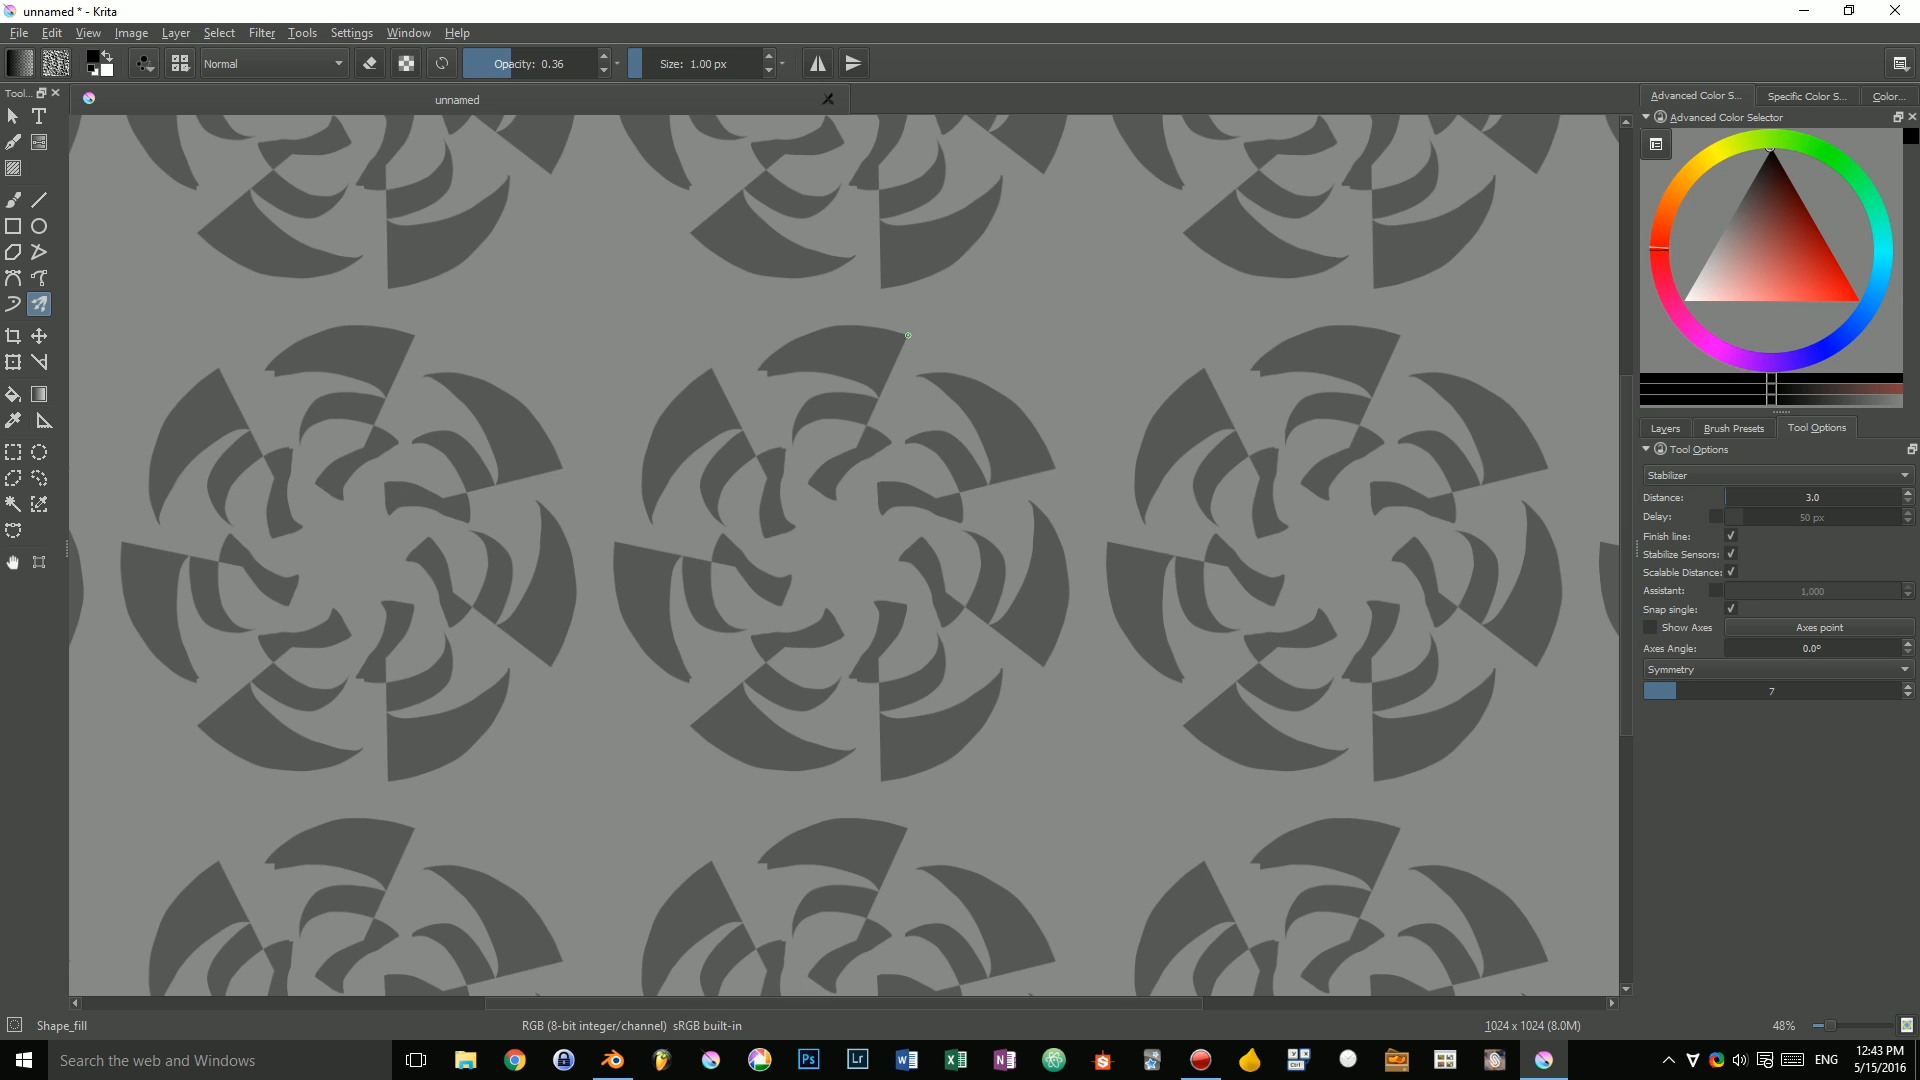 unnamed * - Krita
File Edit View Image Layer Select Filter Tools Settings Window Help
Normal Opacity: 0.36 Size: 1.00 px
Tool...
unnamed
Advanced Color S... Specific Color S... Color...
Advanced Color Selector
Layers Brush Presets Tool Options
Tool Options
Stabilizer
Distance: 3.0
Delay: 50 px
Finish line:
Stabilize Sensors:
Scalable Distance:
Assistant: 1,000
Snap single:
Show Axes Axes point
Axes Angle: 0.0º
Symmetry
7
Shape_fill RGB (8-bit integer/channel) sRGB built-in 1024 x 1024 (8.0M) 48%
Search the web and Windows
Ps Lr ENG
12:43 PM
5/15/2016